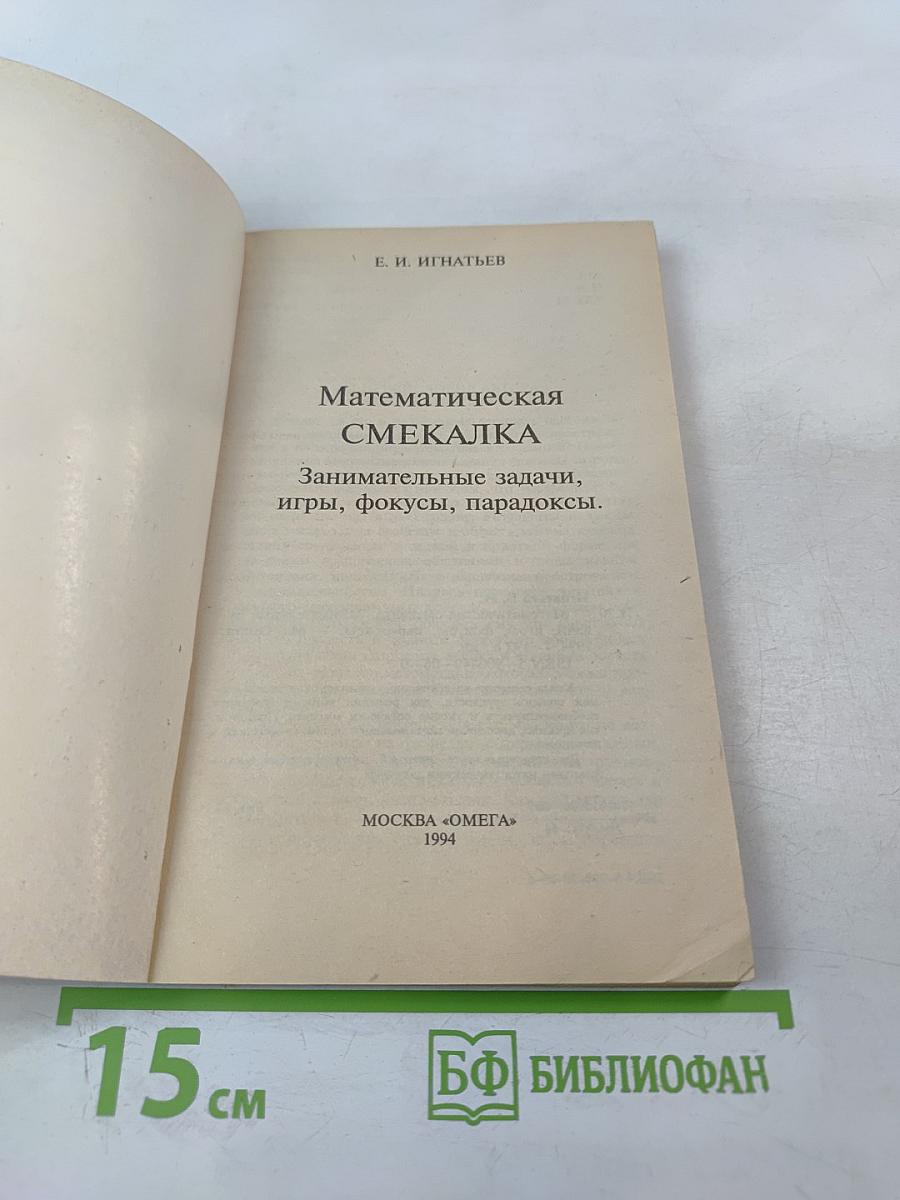 Е. И. ИГНАТЬЕВ
Математическая
СМЕКАЛКА
Занимательные задачи,
игры, фокусы, парадоксы.
МОСКВА «ОМЕГА»
1994
15 см
БФ БИБЛИОФАН